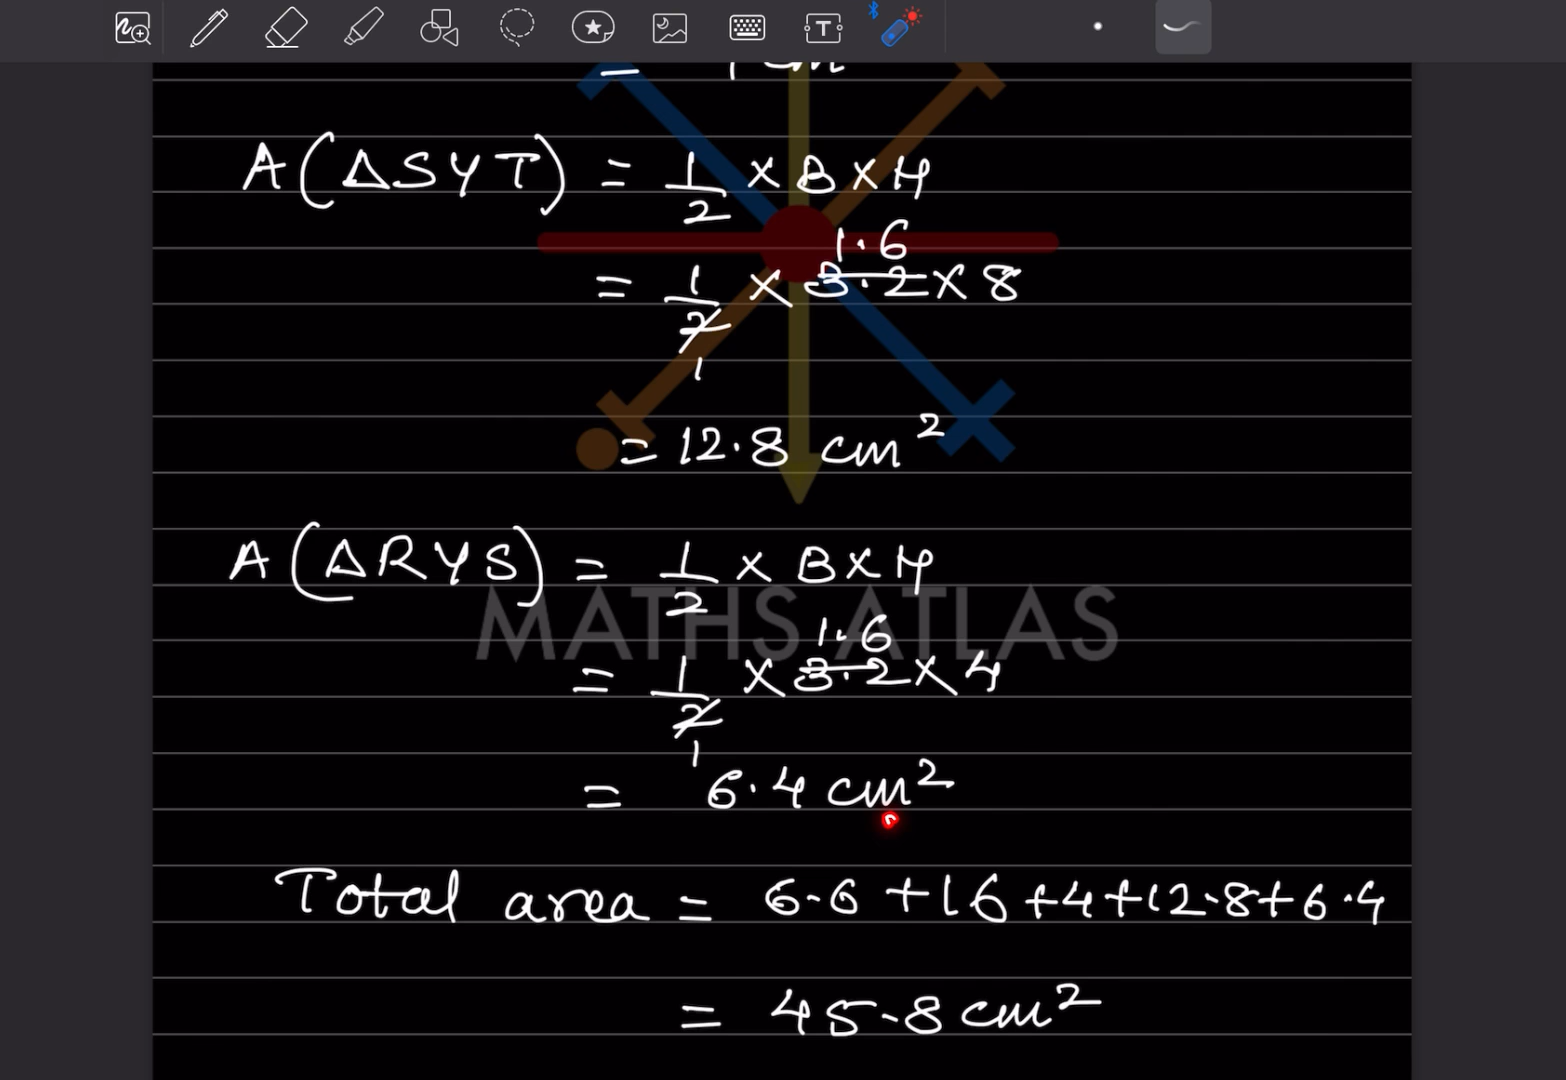 A(ΔSYT) = 1/2 × B × H
= 1/2 × 3.2 × 8
1.6
1
= 12.8 cm²
A(ΔRYS) = 1/2 × B × H
MATHS ATLAS
= 1/2 × 3.2 × 4
1.6
1
= 6.4 cm²
Total area = 6.6 + 16 + 4 + 12.8 + 6.4
= 45.8 cm²